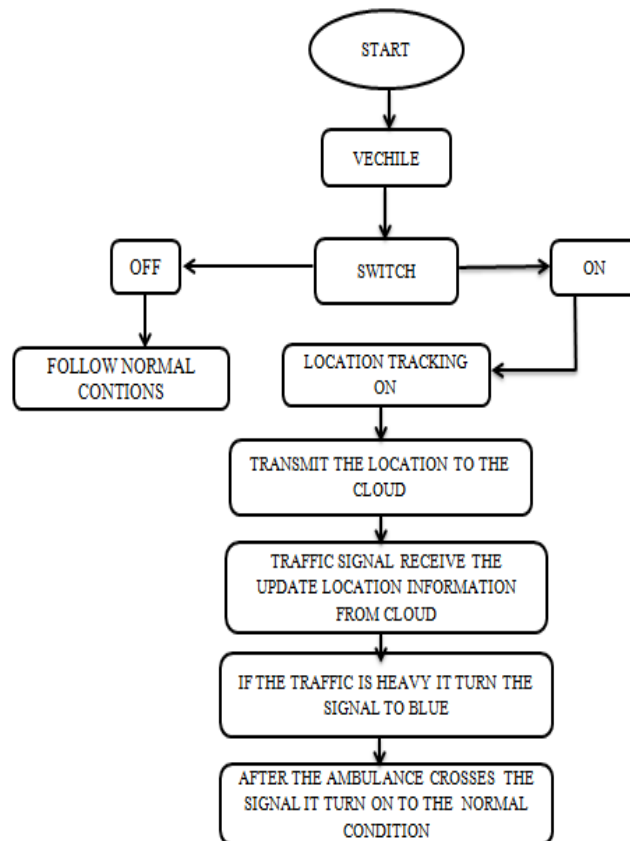 START
VECHILE
OFF
SWITCH
ON
FOLLOW NORMAL
CONTIONS
LOCATION TRACKING
ON
TRANSMIT THE LOCATION TO THE
CLOUD
TRAFFIC SIGNAL RECEIVE THE
UPDATE LOCATION INFORMATION
FROM CLOUD
IF THE TRAFFIC IS HEAVY IT TURN THE
SIGNAL TO BLUE
AFTER THE AMBULANCE CROSSES THE
SIGNAL IT TURN ON TO THE NORMAL
CONDITION